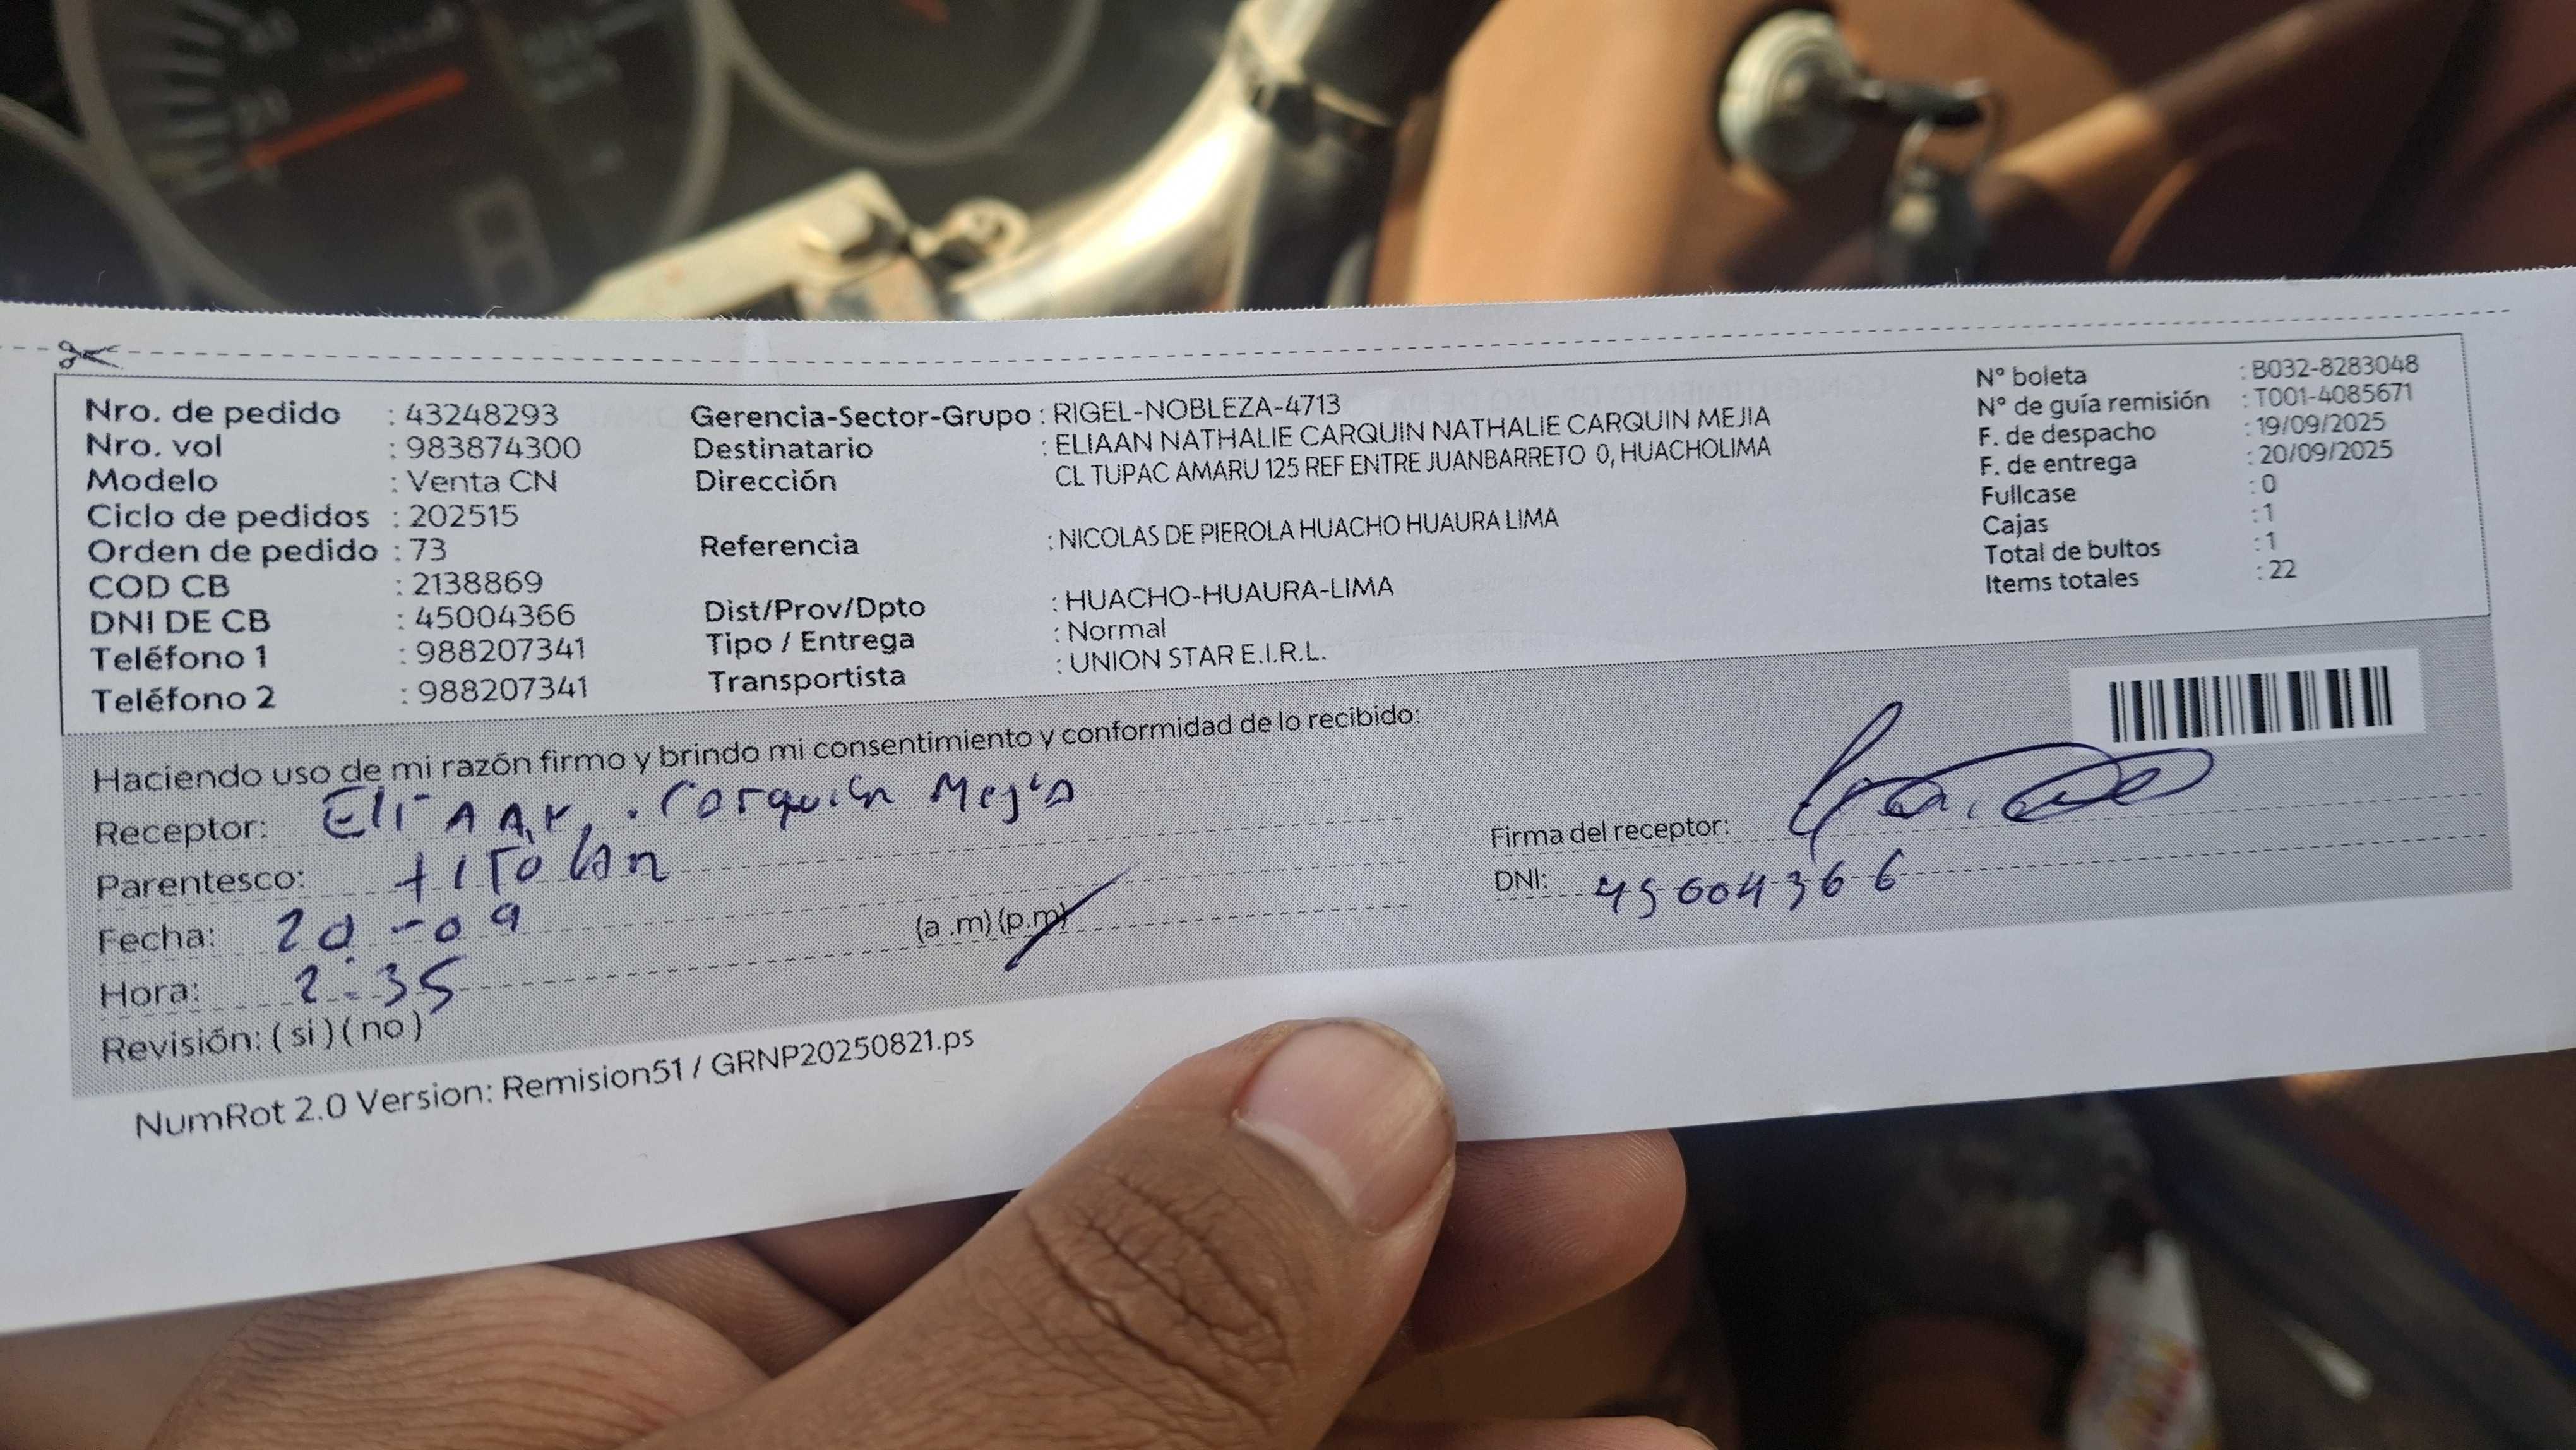 Nro. de pedido : 43248293
Nro. vol : 983874300
Modelo : Venta CN
Ciclo de pedidos : 202515
Orden de pedido : 73
COD CB : 2138869
DNI DE CB : 45004366
Teléfono 1 : 988207341
Teléfono 2 : 988207341
Gerencia-Sector-Grupo : RIGEL-NOBLEZA-4713
Destinatario : ELIAAN NATHALIE CARQUIN NATHALIE CARQUIN MEJIA
Dirección CL TUPAC AMARU 125 REF ENTRE JUANBARRETO 0, HUACHOLIMA
Referencia : NICOLAS DE PIEROLA HUACHO HUAURA LIMA
Dist/Prov/Dpto : HUACHO-HUAURA-LIMA
Tipo / Entrega : Normal
Transportista : UNION STAR E.I.R.L.
N° boleta : B032-8283048
N° de guía remisión : T001-4085671
F. de despacho : 19/09/2025
F. de entrega : 20/09/2025
Fullcase : 0
Cajas : 1
Total de bultos : 1
Items totales : 22
Haciendo uso de mi razón firmo y brindo mi consentimiento y conformidad de lo recibido:
Receptor: EliAAN. Carquin Mejia
Parentesco: titolan
Fecha: 20-09
Hora: 2:35 (a .m) (p.m)
Revisión: ( si ) ( no )
Firma del receptor:
DNI: 45004366
NumRot 2.0 Version: Remision51 / GRNP20250821.ps